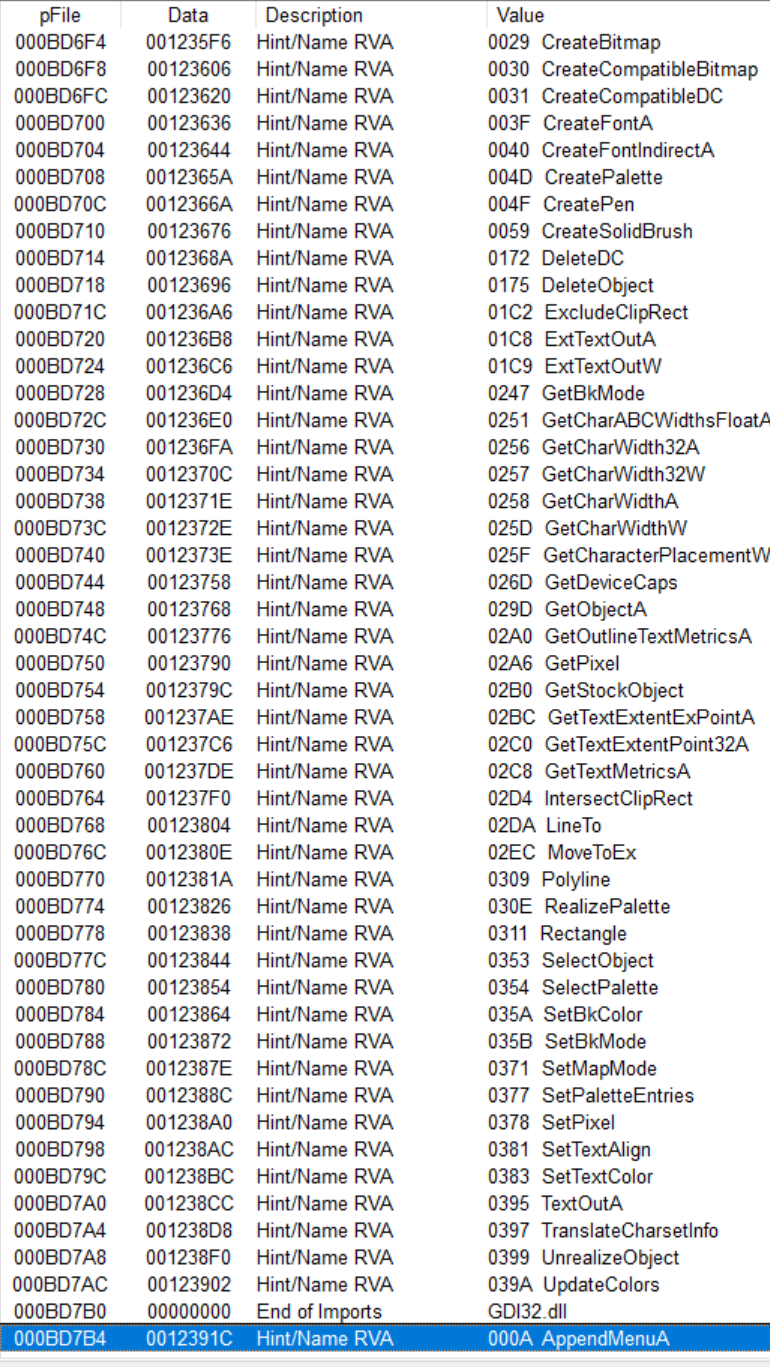 pFile Data Description Value
000BD6F4 001235F6 Hint/Name RVA 0029 CreateBitmap
000BD6F8 00123606 Hint/Name RVA 0030 CreateCompatibleBitmap
000BD6FC 00123620 Hint/Name RVA 0031 CreateCompatibleDC
000BD700 00123636 Hint/Name RVA 003F CreateFontA
000BD704 00123644 Hint/Name RVA 0040 CreateFontIndirectA
000BD708 0012365A Hint/Name RVA 004D CreatePalette
000BD70C 0012366A Hint/Name RVA 004F CreatePen
000BD710 00123676 Hint/Name RVA 0059 CreateSolidBrush
000BD714 0012368A Hint/Name RVA 0172 DeleteDC
000BD718 00123696 Hint/Name RVA 0175 DeleteObject
000BD71C 001236A6 Hint/Name RVA 01C2 ExcludeClipRect
000BD720 001236B8 Hint/Name RVA 01C8 ExtTextOutA
000BD724 001236C6 Hint/Name RVA 01C9 ExtTextOutW
000BD728 001236D4 Hint/Name RVA 0247 GetBkMode
000BD72C 001236E0 Hint/Name RVA 0251 GetCharABCWidthsFloatA
000BD730 001236FA Hint/Name RVA 0256 GetCharWidth32A
000BD734 0012370C Hint/Name RVA 0257 GetCharWidth32W
000BD738 0012371E Hint/Name RVA 0258 GetCharWidthA
000BD73C 0012372E Hint/Name RVA 025D GetCharWidthW
000BD740 0012373E Hint/Name RVA 025F GetCharacterPlacementW
000BD744 00123758 Hint/Name RVA 026D GetDeviceCaps
000BD748 00123768 Hint/Name RVA 029D GetObjectA
000BD74C 00123776 Hint/Name RVA 02A0 GetOutlineTextMetricsA
000BD750 00123790 Hint/Name RVA 02A6 GetPixel
000BD754 0012379C Hint/Name RVA 02B0 GetStockObject
000BD758 001237AE Hint/Name RVA 02BC GetTextExtentExPointA
000BD75C 001237C6 Hint/Name RVA 02C0 GetTextExtentPoint32A
000BD760 001237DE Hint/Name RVA 02C8 GetTextMetricsA
000BD764 001237F0 Hint/Name RVA 02D4 IntersectClipRect
000BD768 00123804 Hint/Name RVA 02DA LineTo
000BD76C 0012380E Hint/Name RVA 02EC MoveToEx
000BD770 0012381A Hint/Name RVA 0309 Polyline
000BD774 00123826 Hint/Name RVA 030E RealizePalette
000BD778 00123838 Hint/Name RVA 0311 Rectangle
000BD77C 00123844 Hint/Name RVA 0353 SelectObject
000BD780 00123854 Hint/Name RVA 0354 SelectPalette
000BD784 00123864 Hint/Name RVA 035A SetBkColor
000BD788 00123872 Hint/Name RVA 035B SetBkMode
000BD78C 0012387E Hint/Name RVA 0371 SetMapMode
000BD790 0012388C Hint/Name RVA 0377 SetPaletteEntries
000BD794 001238A0 Hint/Name RVA 0378 SetPixel
000BD798 001238AC Hint/Name RVA 0381 SetTextAlign
000BD79C 001238BC Hint/Name RVA 0383 SetTextColor
000BD7A0 001238CC Hint/Name RVA 0395 TextOutA
000BD7A4 001238D8 Hint/Name RVA 0397 TranslateCharsetInfo
000BD7A8 001238F0 Hint/Name RVA 0399 UnrealizeObject
000BD7AC 00123902 Hint/Name RVA 039A UpdateColors
000BD7B0 00000000 End of Imports GDI32.dll
000BD7B4 0012391C Hint/Name RVA 000A AppendMenuA